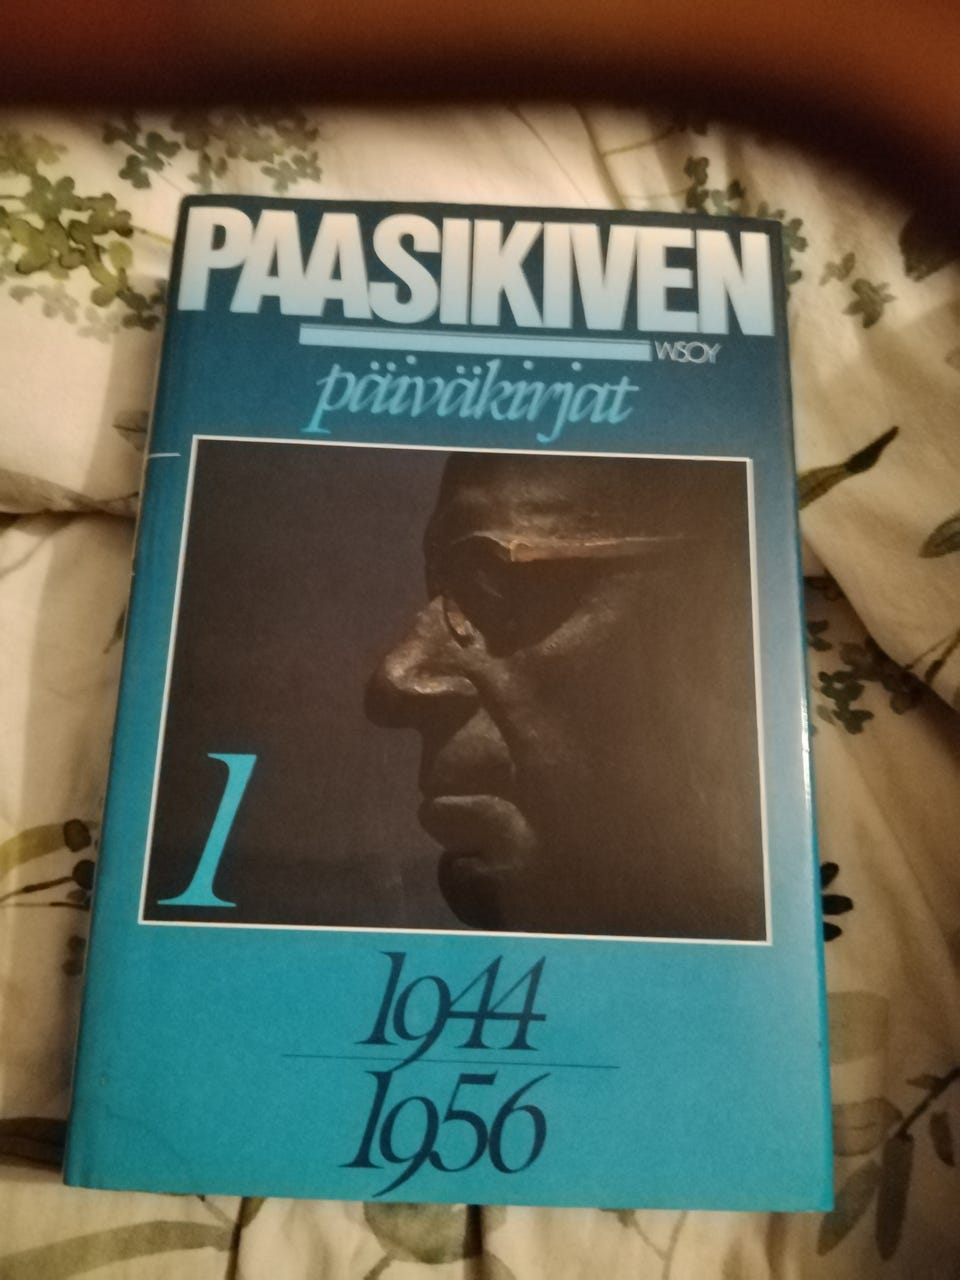 PAASIKIVEN
WSOY
päiväkirjat
1
1944
1956